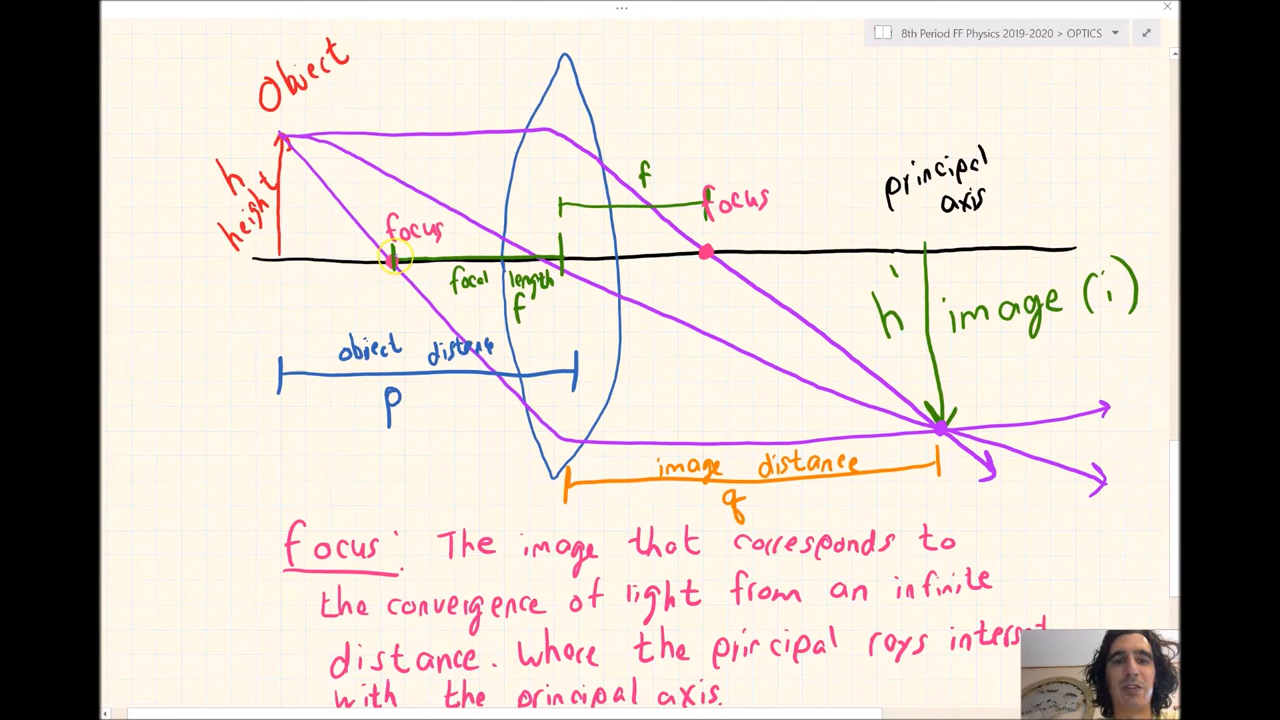 8th Period FF Physics 2019-2020 > OPTICS
Object
h
height
focus
focal length
f
f
focus
principal
axis
h'
image (i)
object distance
p
image distance
q
focus: The image that corresponds to
the convergence of light from an infinite
distance. Where the principal rays
with the principal axis.